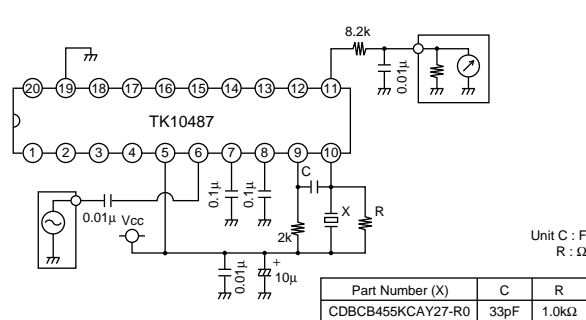 8.2k
0.01µ
20 19 18 17 16 15 14 13 12 11
TK10487
1 2 3 4 5 6 7 8 9 10
0.01µ
Vcc
0.1µ
0.1µ
C
2k
X
R
0.01µ
+
10µ
Unit C : F
R : Ω
Part Number (X) C R
CDBCB455KCAY27-R0 33pF 1.0kΩ